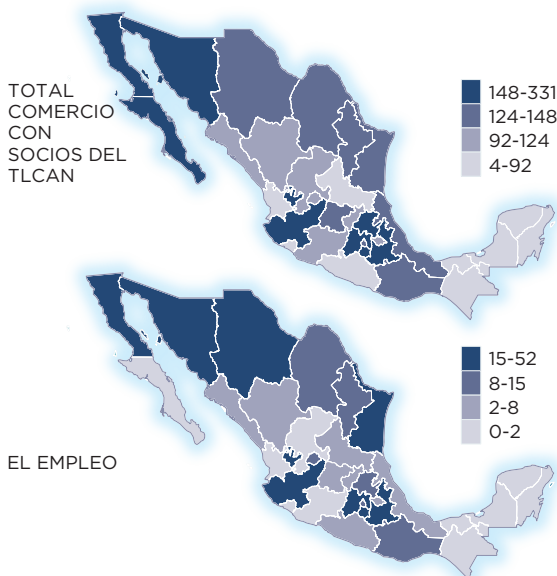 TOTAL
COMERCIO
CON
SOCIOS DEL
TLCAN
148-331
124-148
92-124
4-92
EL EMPLEO
15-52
8-15
2-8
0-2